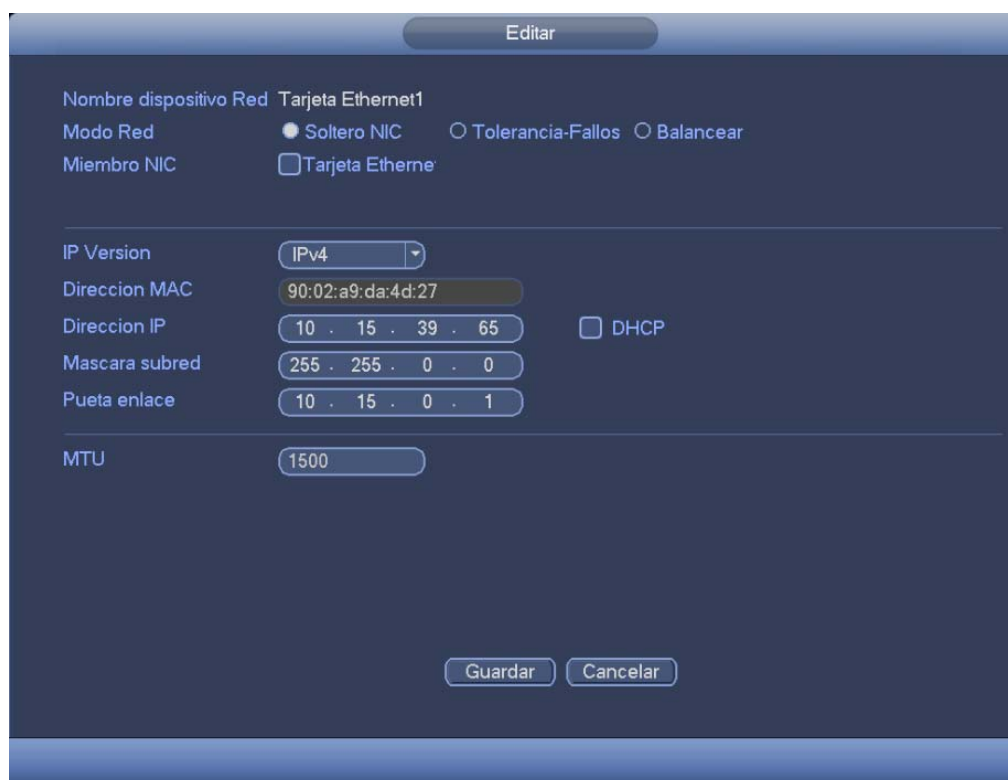 Editar
Nombre dispositivo Red Tarjeta Ethernet1
Modo Red Soltero NIC Tolerancia-Fallos Balancear
Miembro NIC Tarjeta Etherne
IP Version IPv4
Direccion MAC 90:02:a9:da:4d:27
Direccion IP 10 . 15 . 39 . 65 DHCP
Mascara subred 255 . 255 . 0 . 0
Pueta enlace 10 . 15 . 0 . 1
MTU 1500
Guardar Cancelar